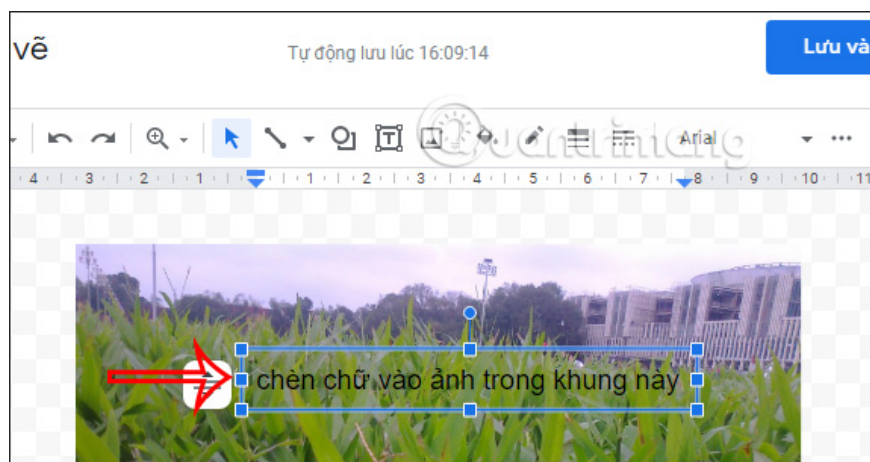 vẽ
Tự động lưu lúc 16:09:14
Lưu và
Quantrimang
Arial
4 3 2 1 1 2 3 4 5 6 7 8 9 10 11
chèn chữ vào ảnh trong khung này